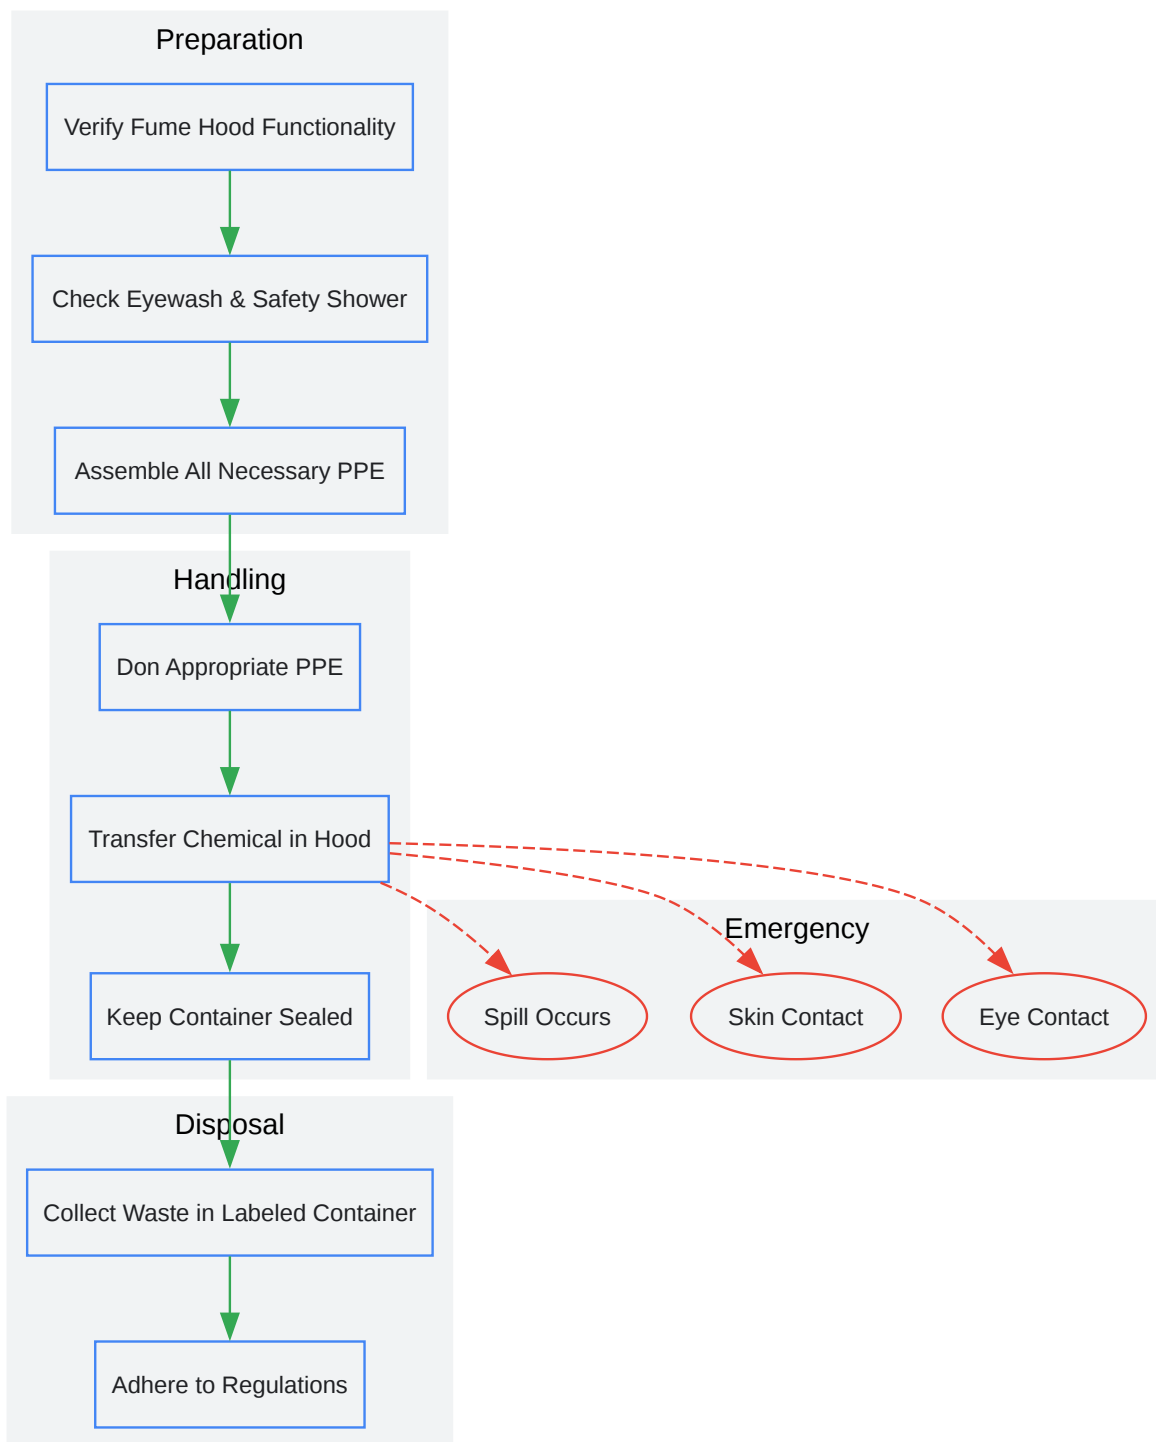 Preparation
Verify Fume Hood Functionality
Check Eyewash & Safety Shower
Assemble All Necessary PPE
Handling
Don Appropriate PPE
Transfer Chemical in Hood
Keep Container Sealed
Emergency
Spill Occurs
Skin Contact
Eye Contact
Disposal
Collect Waste in Labeled Container
Adhere to Regulations